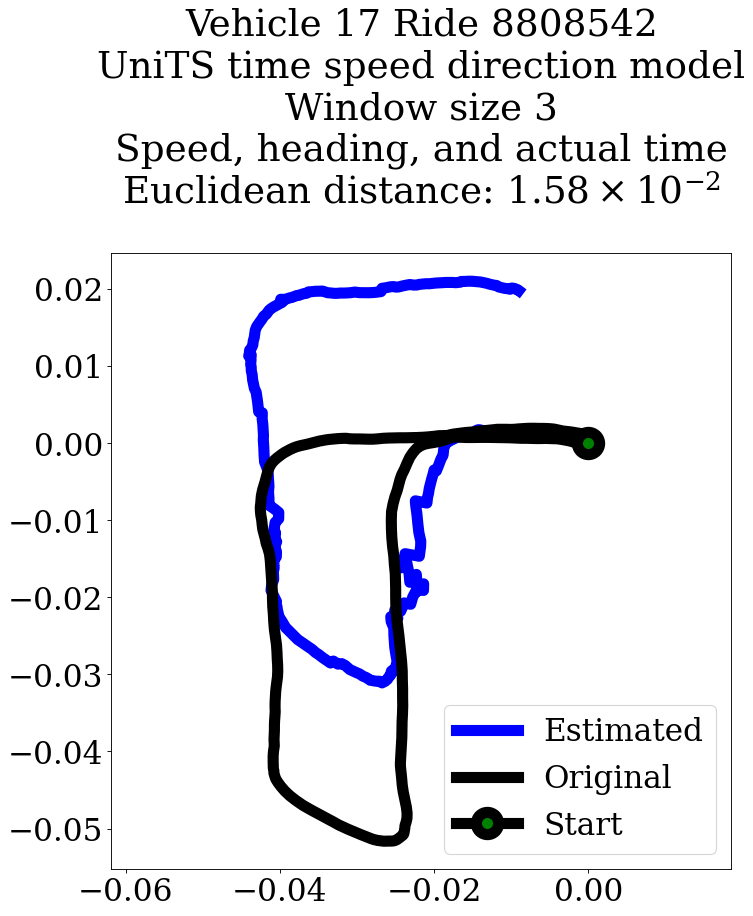 Vehicle 17 Ride 8808542
UniTS time speed direction model
Window size 3
Speed, heading, and actual time
Euclidean distance: 1.58 × 10⁻²
0.02
0.01
0.00
−0.01
−0.02
−0.03
−0.04
−0.05
Estimated
Original
Start
−0.06
−0.04
−0.02
0.00